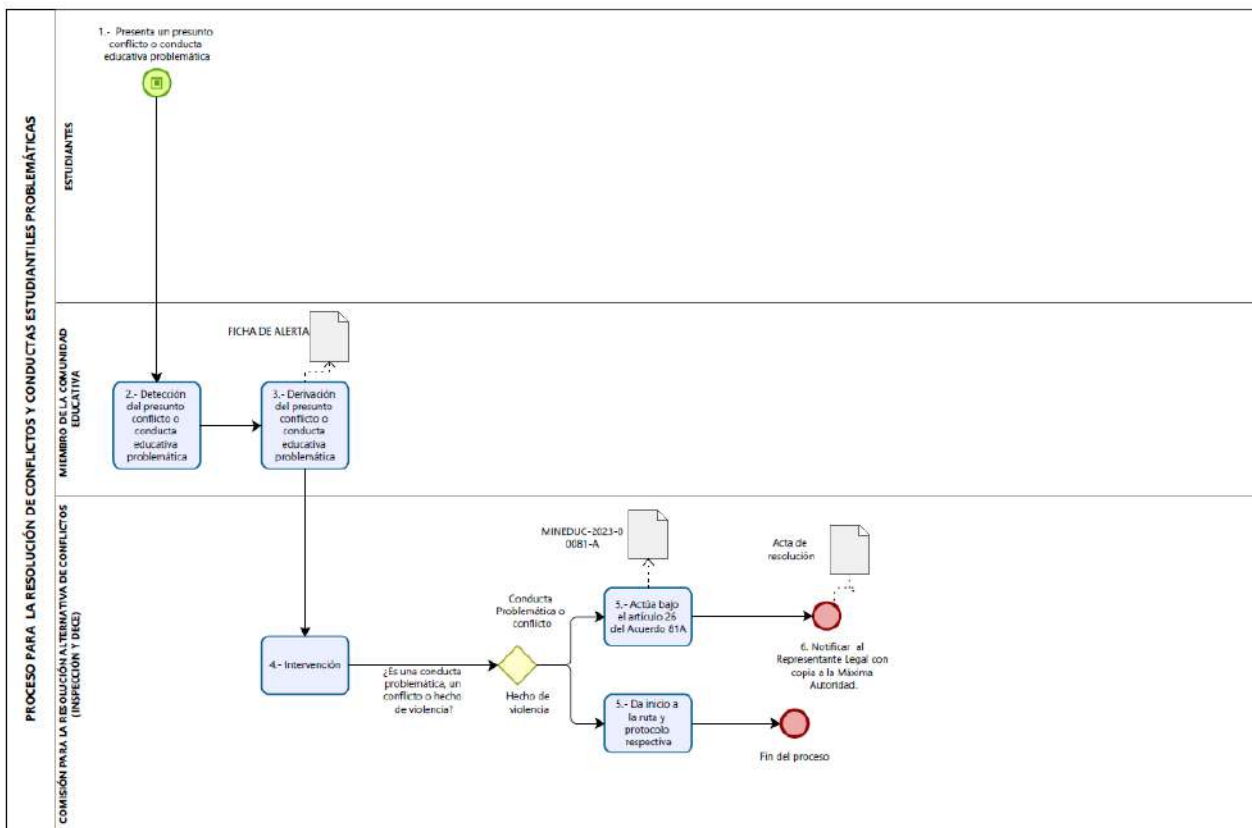 PROCESO PARA LA RESOLUCIÓN DE CONFLICTOS Y CONDUCTAS ESTUDIANTILES PROBLEMÁTICAS
ESTUDIANTES
1.- Presenta un presunto
conflicto o conducta
educativa problemática
MIEMBRO DE LA COMUNIDAD
EDUCATIVA
FICHA DE ALERTA
2.- Detección
del presunto
conflicto o
conducta
educativa
problemática
3.- Derivación
del presunto
conflicto o
conducta
educativa
problemática
COMISIÓN PARA LA RESOLUCIÓN ALTERNATIVA DE CONFLICTOS
(INSPECCIÓN Y DECE)
4.- Intervención
¿Es una conducta
problemática, un
conflicto o hecho
de violencia?
Conducta
Problemática o
conflicto
Hecho de
violencia
MINEDUC-2023-0
0081-A
5.- Actúa bajo
el artículo 26
del Acuerdo 81A
Acta de
resolución
6. Notificar al
Representante Legal con
copia a la Máxima
Autoridad.
5.- Da inicio a
la ruta y
protocolo
respectiva
Fin del proceso